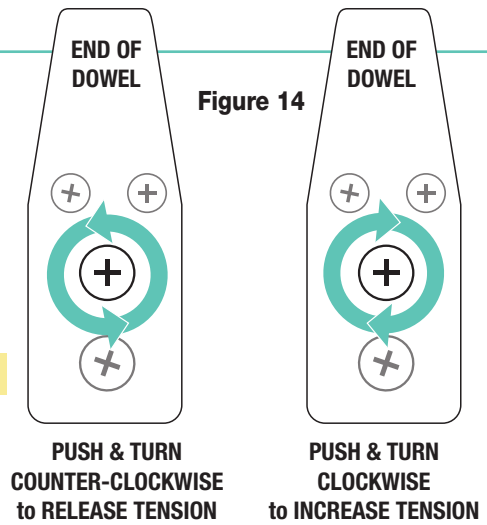 END OF
DOWEL
Figure 14
END OF
DOWEL
PUSH & TURN
COUNTER-CLOCKWISE
to RELEASE TENSION
PUSH & TURN
CLOCKWISE
to INCREASE TENSION